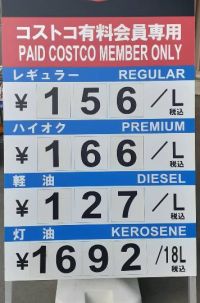 コストコ有料会員専用
PAID COSTCO MEMBER ONLY
レギュラー REGULAR
¥156/L 税込
ハイオク PREMIUM
¥166/L 税込
軽油 DIESEL
¥127/L 税込
灯油 KEROSENE
¥1692/18L 税込